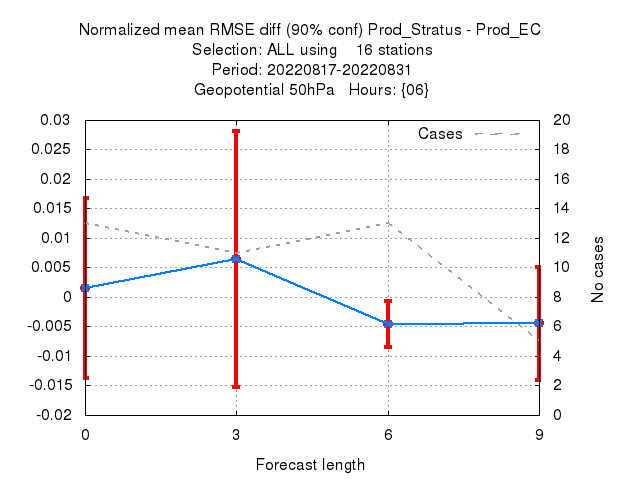 Normalized mean RMSE diff (90% conf) Prod_Stratus - Prod_EC
Selection: ALL using 16 stations
Period: 20220817-20220831
Geopotential 50hPa Hours: {06}
0.03
0.025
0.02
0.015
0.01
0.005
0
-0.005
-0.01
-0.015
-0.02
Cases
20
18
16
14
12
10
8
6
4
2
0
No cases
0 3 6 9
Forecast length